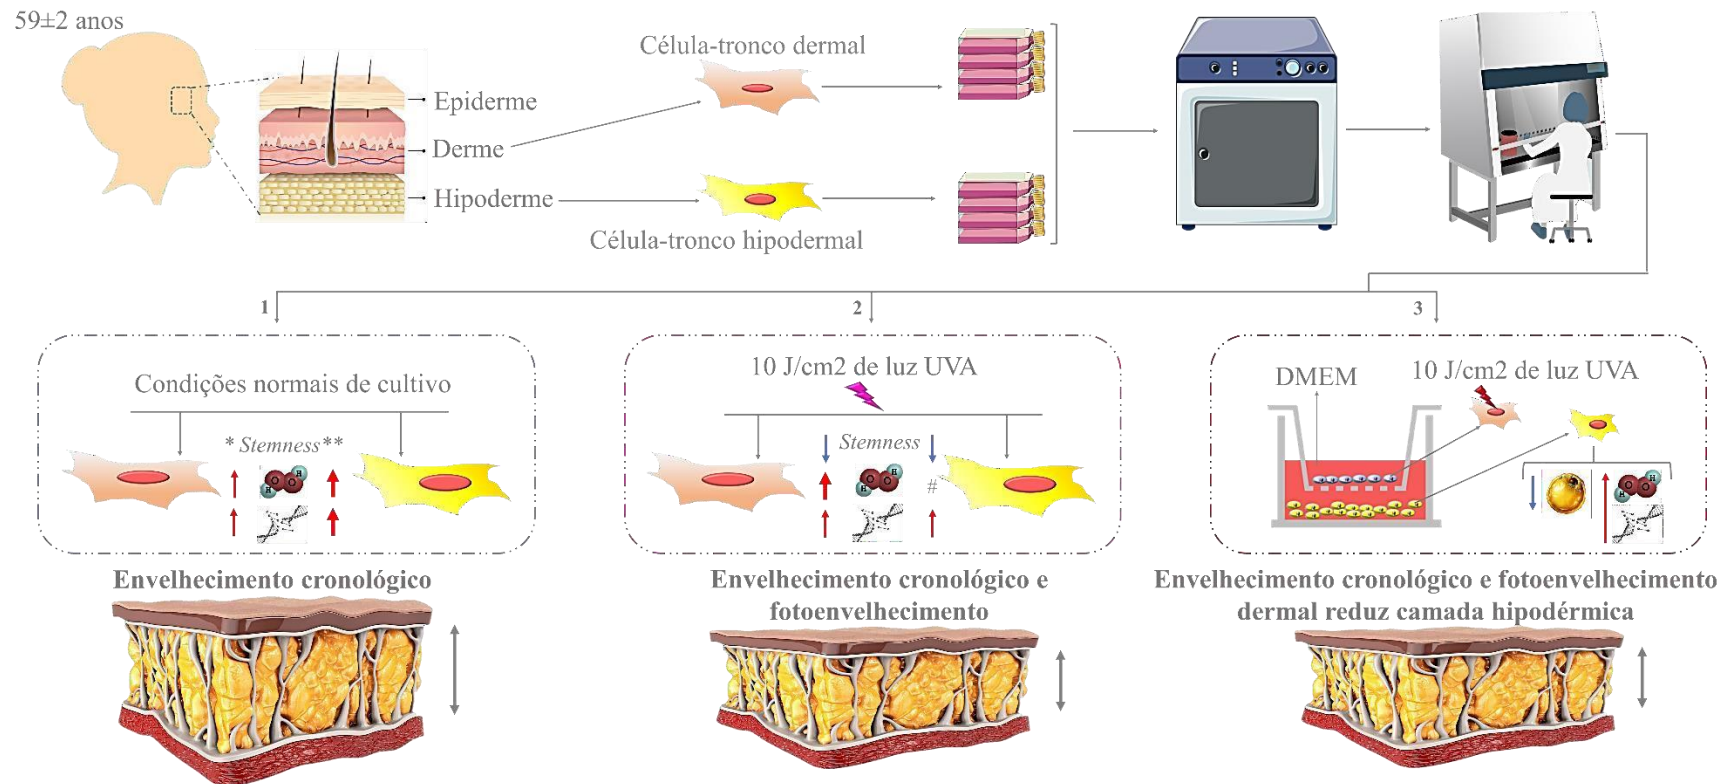 59±2 anos
Célula-tronco dermal
Epiderme
Derme
Hipoderme
Célula-tronco hipodermal
1
2
3
Condições normais de cultivo
* Stemness**
H O O H
10 J/cm2 de luz UVA
Stemness
H O O H
#
DMEM
10 J/cm2 de luz UVA
H O O H
Envelhecimento cronológico
Envelhecimento cronológico e
fotoenvelhecimento
Envelhecimento cronológico e fotoenvelhecimento
dermal reduz camada hipodérmica